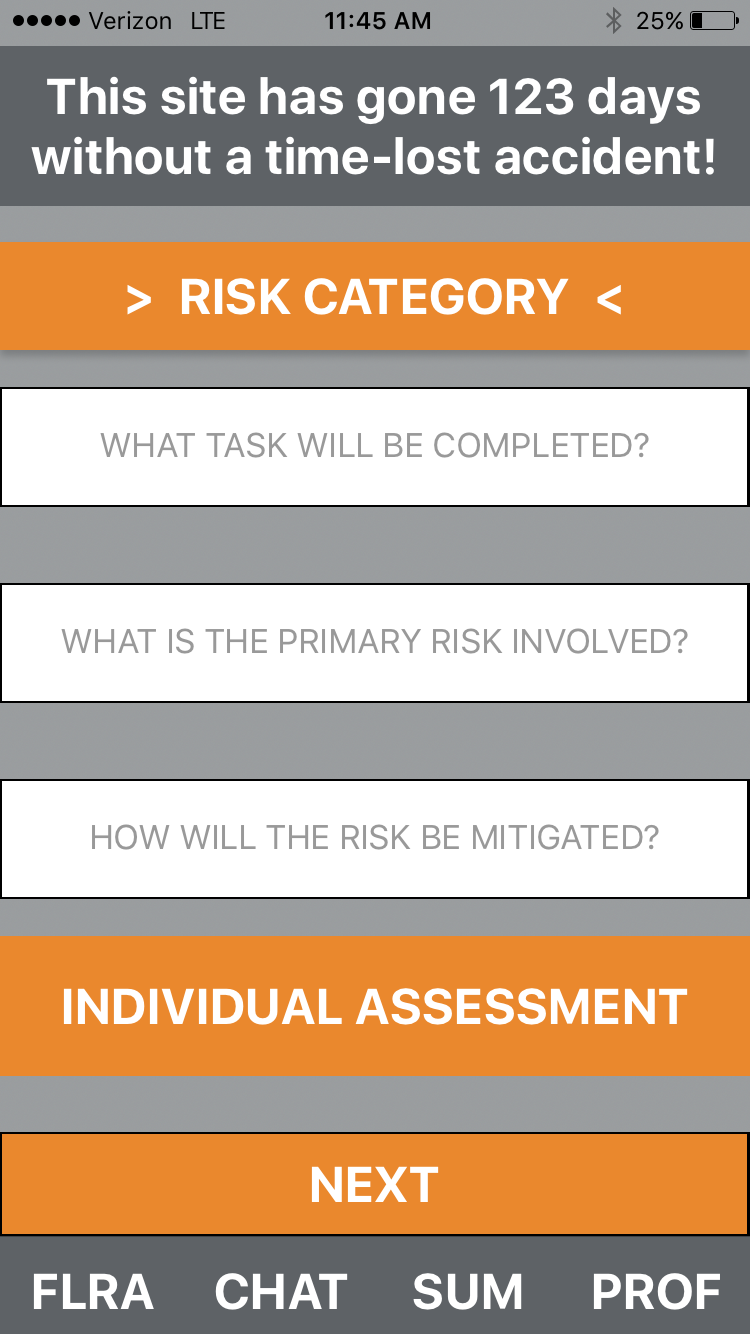 Verizon LTE 11:45 AM 25%
This site has gone 123 days
without a time-lost accident!
> RISK CATEGORY <
WHAT TASK WILL BE COMPLETED?
WHAT IS THE PRIMARY RISK INVOLVED?
HOW WILL THE RISK BE MITIGATED?
INDIVIDUAL ASSESSMENT
NEXT
FLRA CHAT SUM PROF